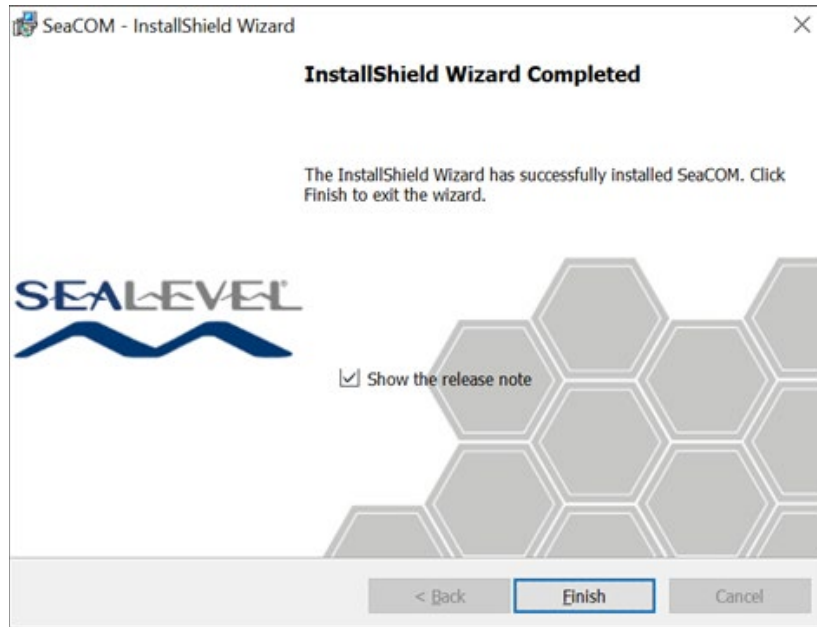 SeaCOM - InstallShield Wizard
InstallShield Wizard Completed
The InstallShield Wizard has successfully installed SeaCOM. Click
Finish to exit the wizard.
SEALEVEL®
Show the release note
< Back
Finish
Cancel